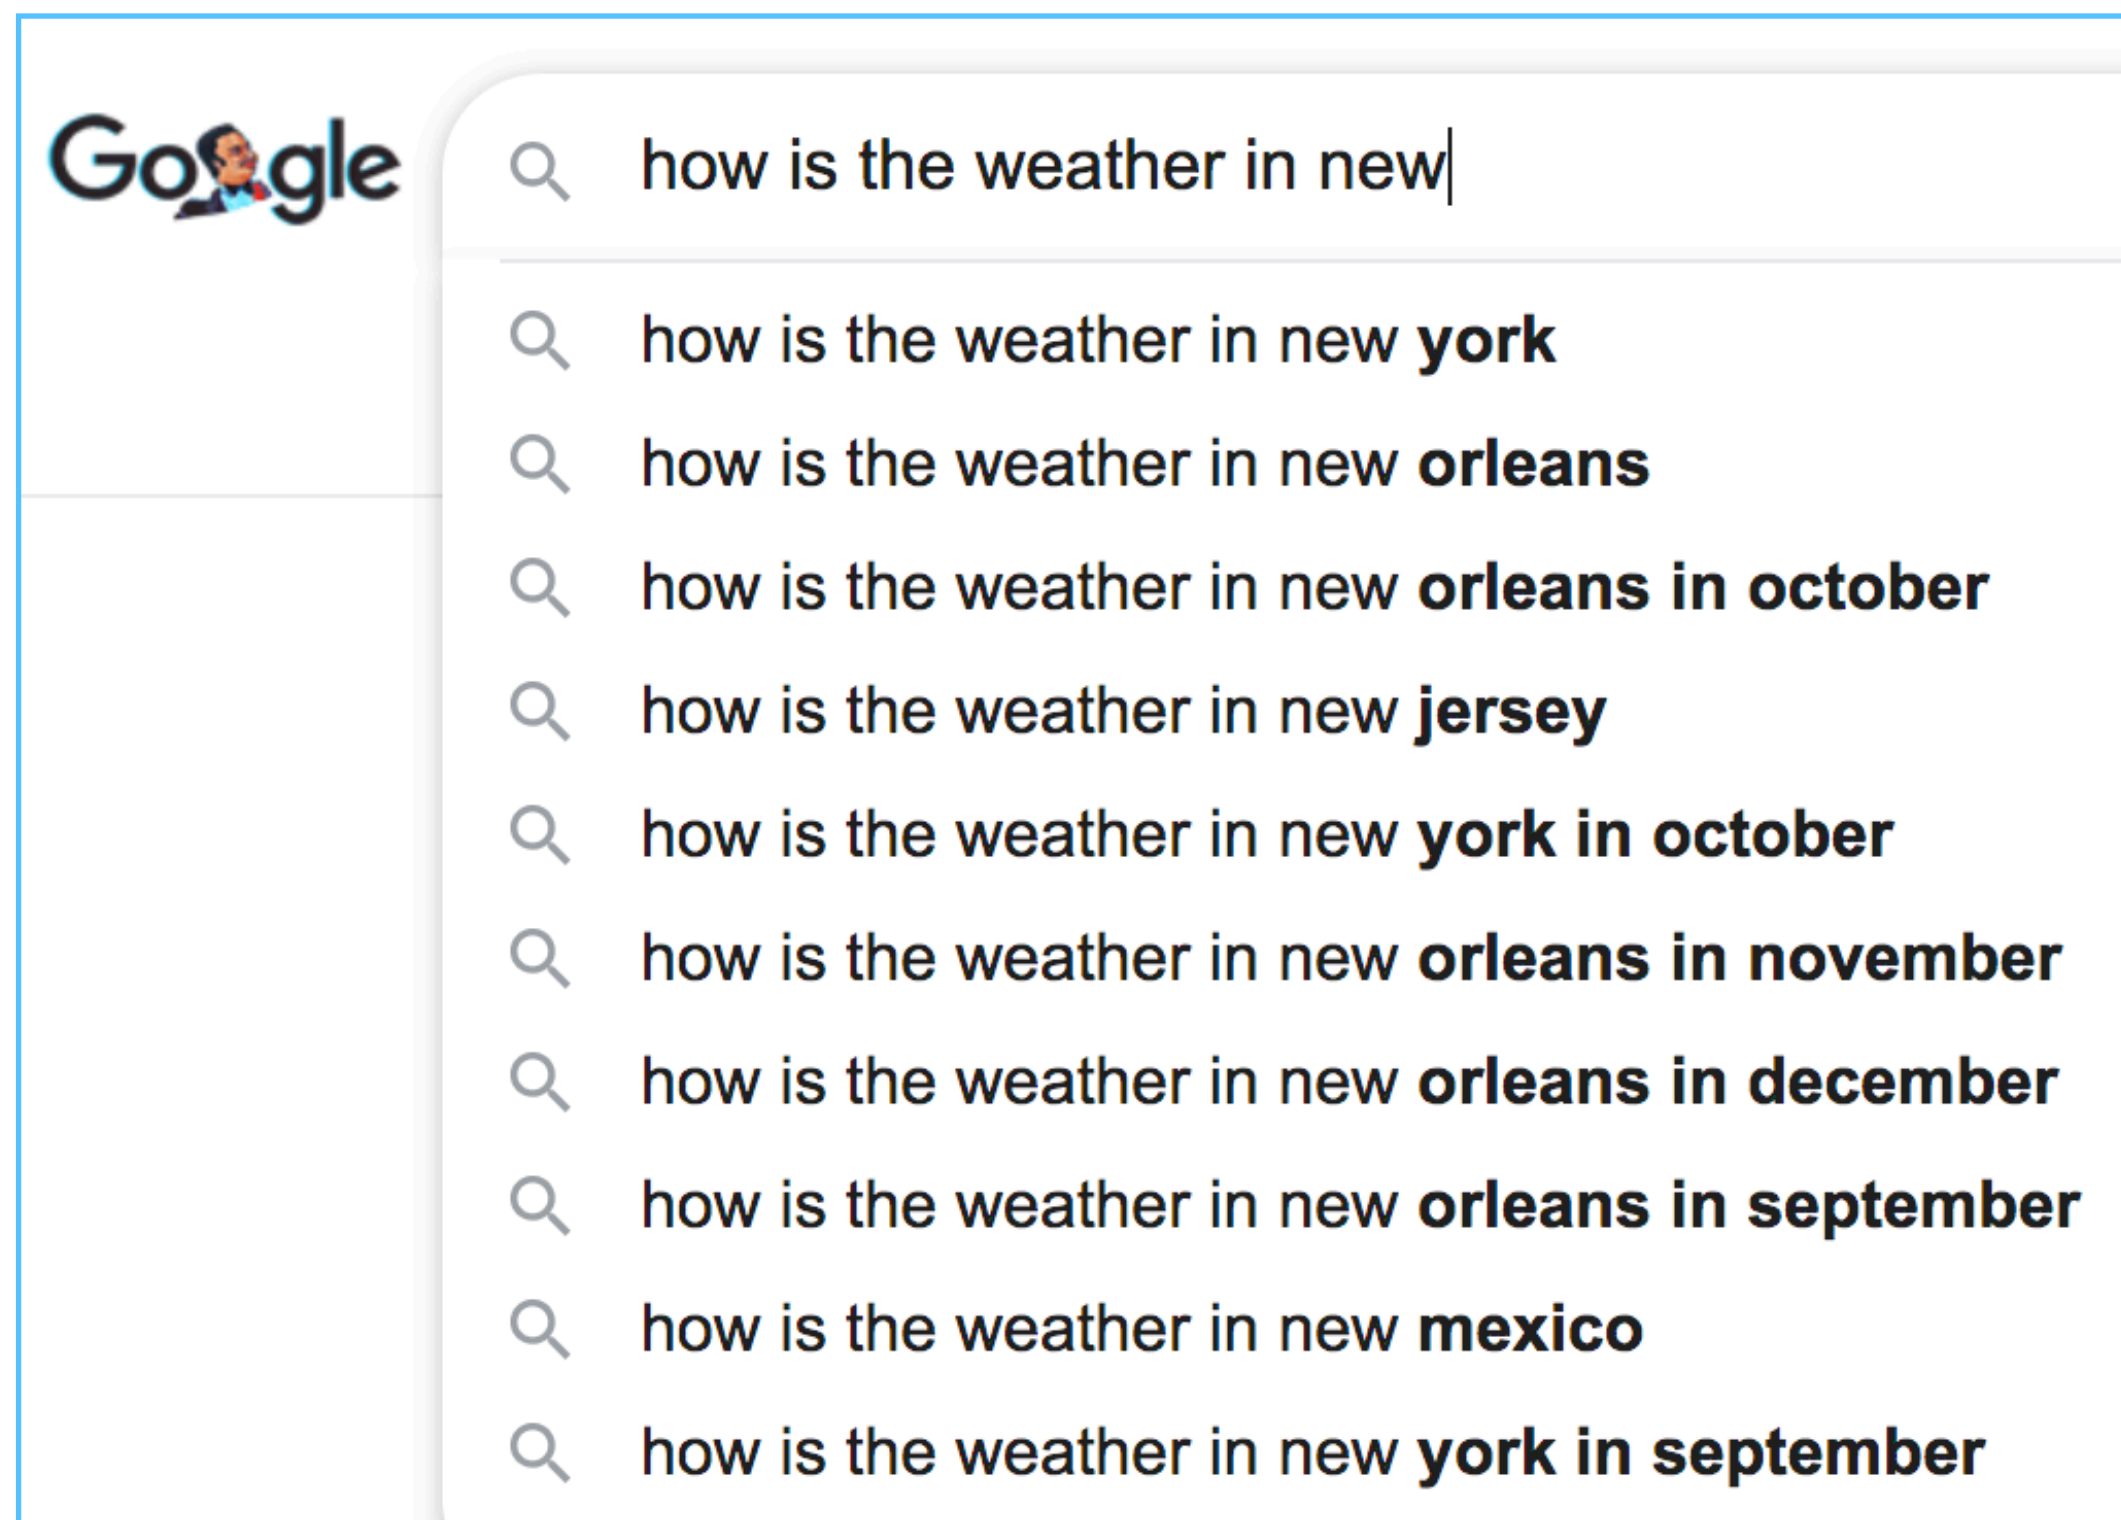 Google
how is the weather in new
how is the weather in new york
how is the weather in new orleans
how is the weather in new orleans in october
how is the weather in new jersey
how is the weather in new york in october
how is the weather in new orleans in november
how is the weather in new orleans in december
how is the weather in new orleans in september
how is the weather in new mexico
how is the weather in new york in september